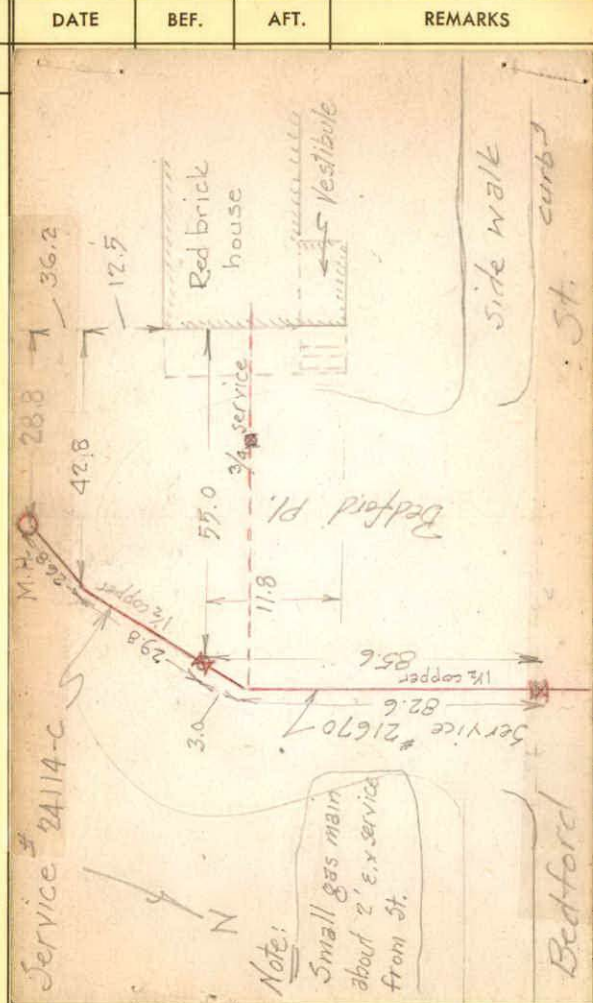 DATE BEF. AFT. REMARKS
Service # 24114-C
M.H.
26.8
28.8
36.2
42.8
12.5
1½ copper
29.8
3.0
55.0
11.8
Red brick
house
Vestibule
¾ service
Bedford Pl.
85.6
1½ copper
82.6
Service # 21670
N
Note:
Small gas main
about 2' E. x service
from St.
Side walk
curb
Bedford St.